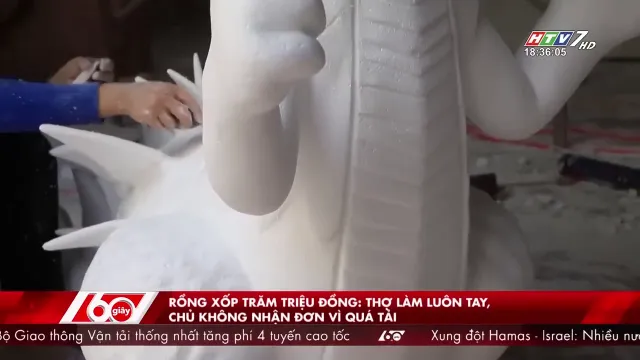 HTV7 HD
18:36:05
60 giây
RỒNG XỐP TRĂM TRIỆU ĐỒNG: THỢ LÀM LUÔN TAY,
CHỦ KHÔNG NHẬN ĐƠN VÌ QUÁ TẢI
Bộ Giao thông Vận tải thống nhất tăng phí 4 tuyến cao tốc 60 Xung đột Hamas - Israel: Nhiều nư